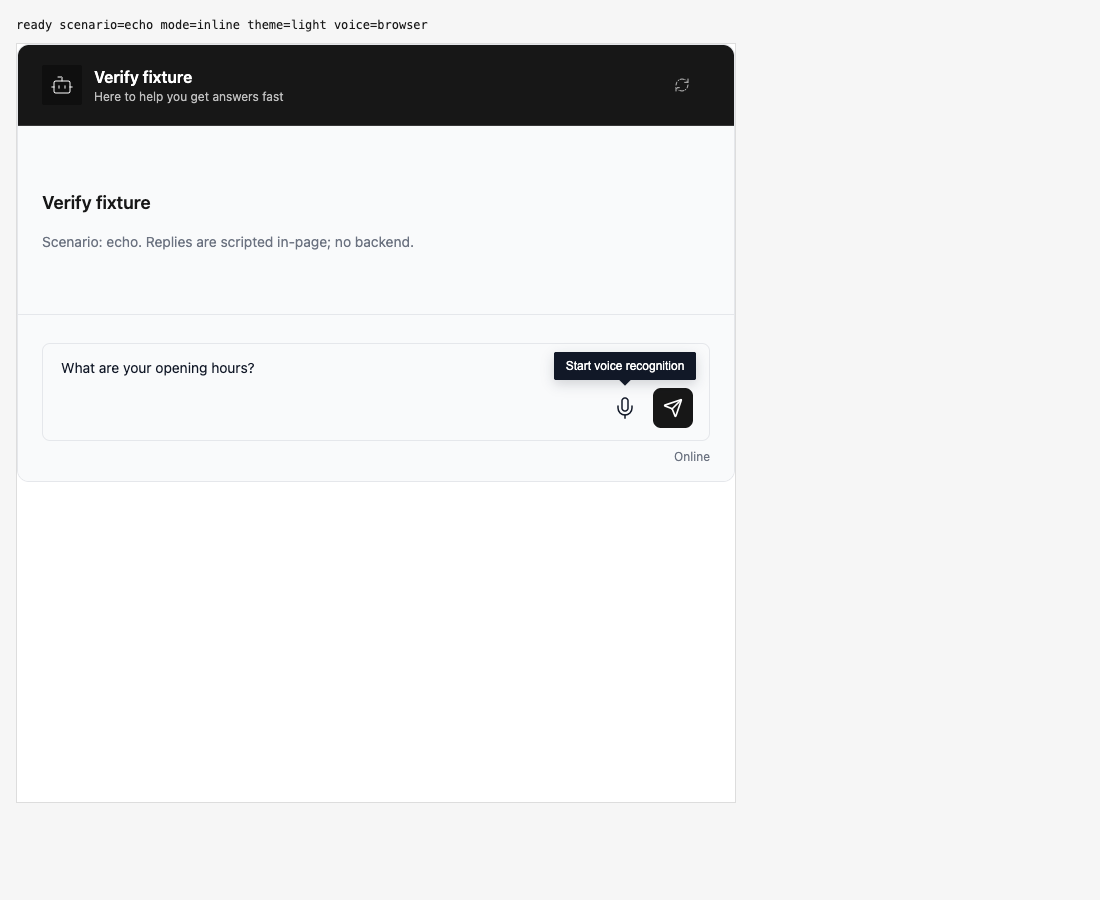 ready scenario=echo mode=inline theme=light voice=browser
Verify fixture
Here to help you get answers fast
Verify fixture
Scenario: echo. Replies are scripted in-page; no backend.
What are your opening hours?
Start voice recognition
Online